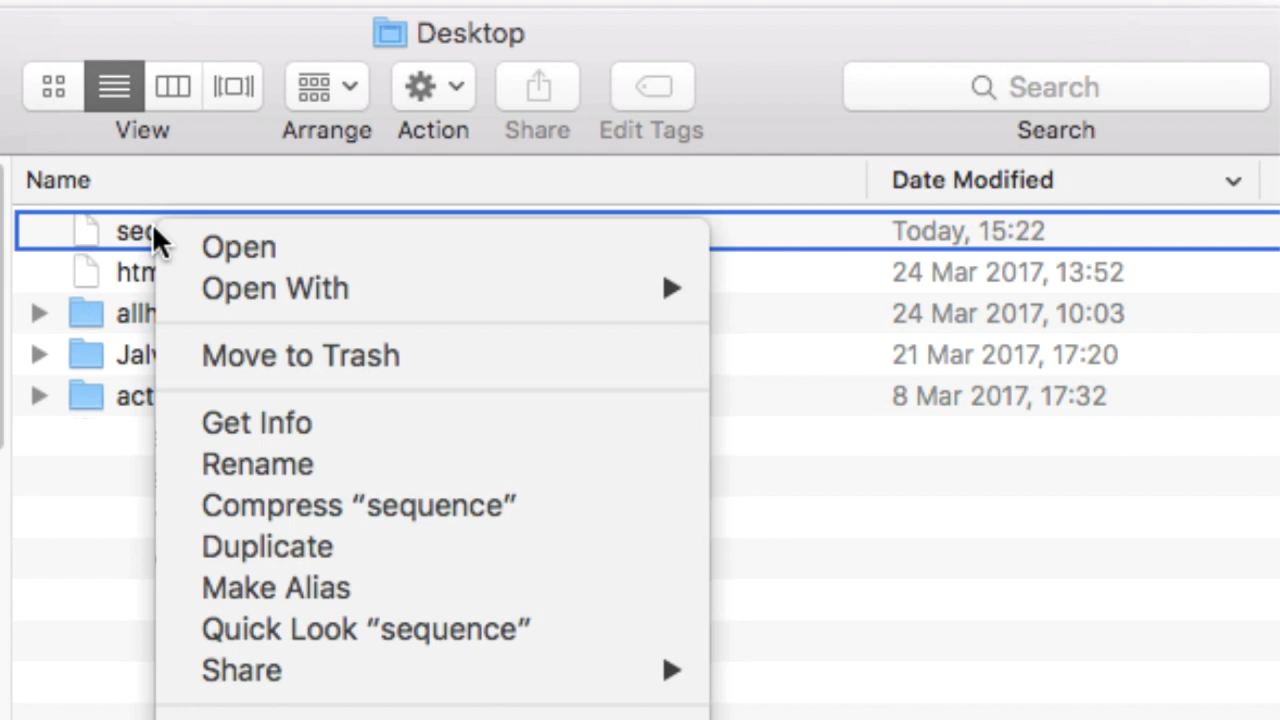 Desktop
View
Arrange
Action
Share
Edit Tags
Search
Search
Name
Date Modified
Today, 15:22
24 Mar 2017, 13:52
24 Mar 2017, 10:03
21 Mar 2017, 17:20
8 Mar 2017, 17:32
Open
Open With
Move to Trash
Get Info
Rename
Compress “sequence”
Duplicate
Make Alias
Quick Look “sequence”
Share